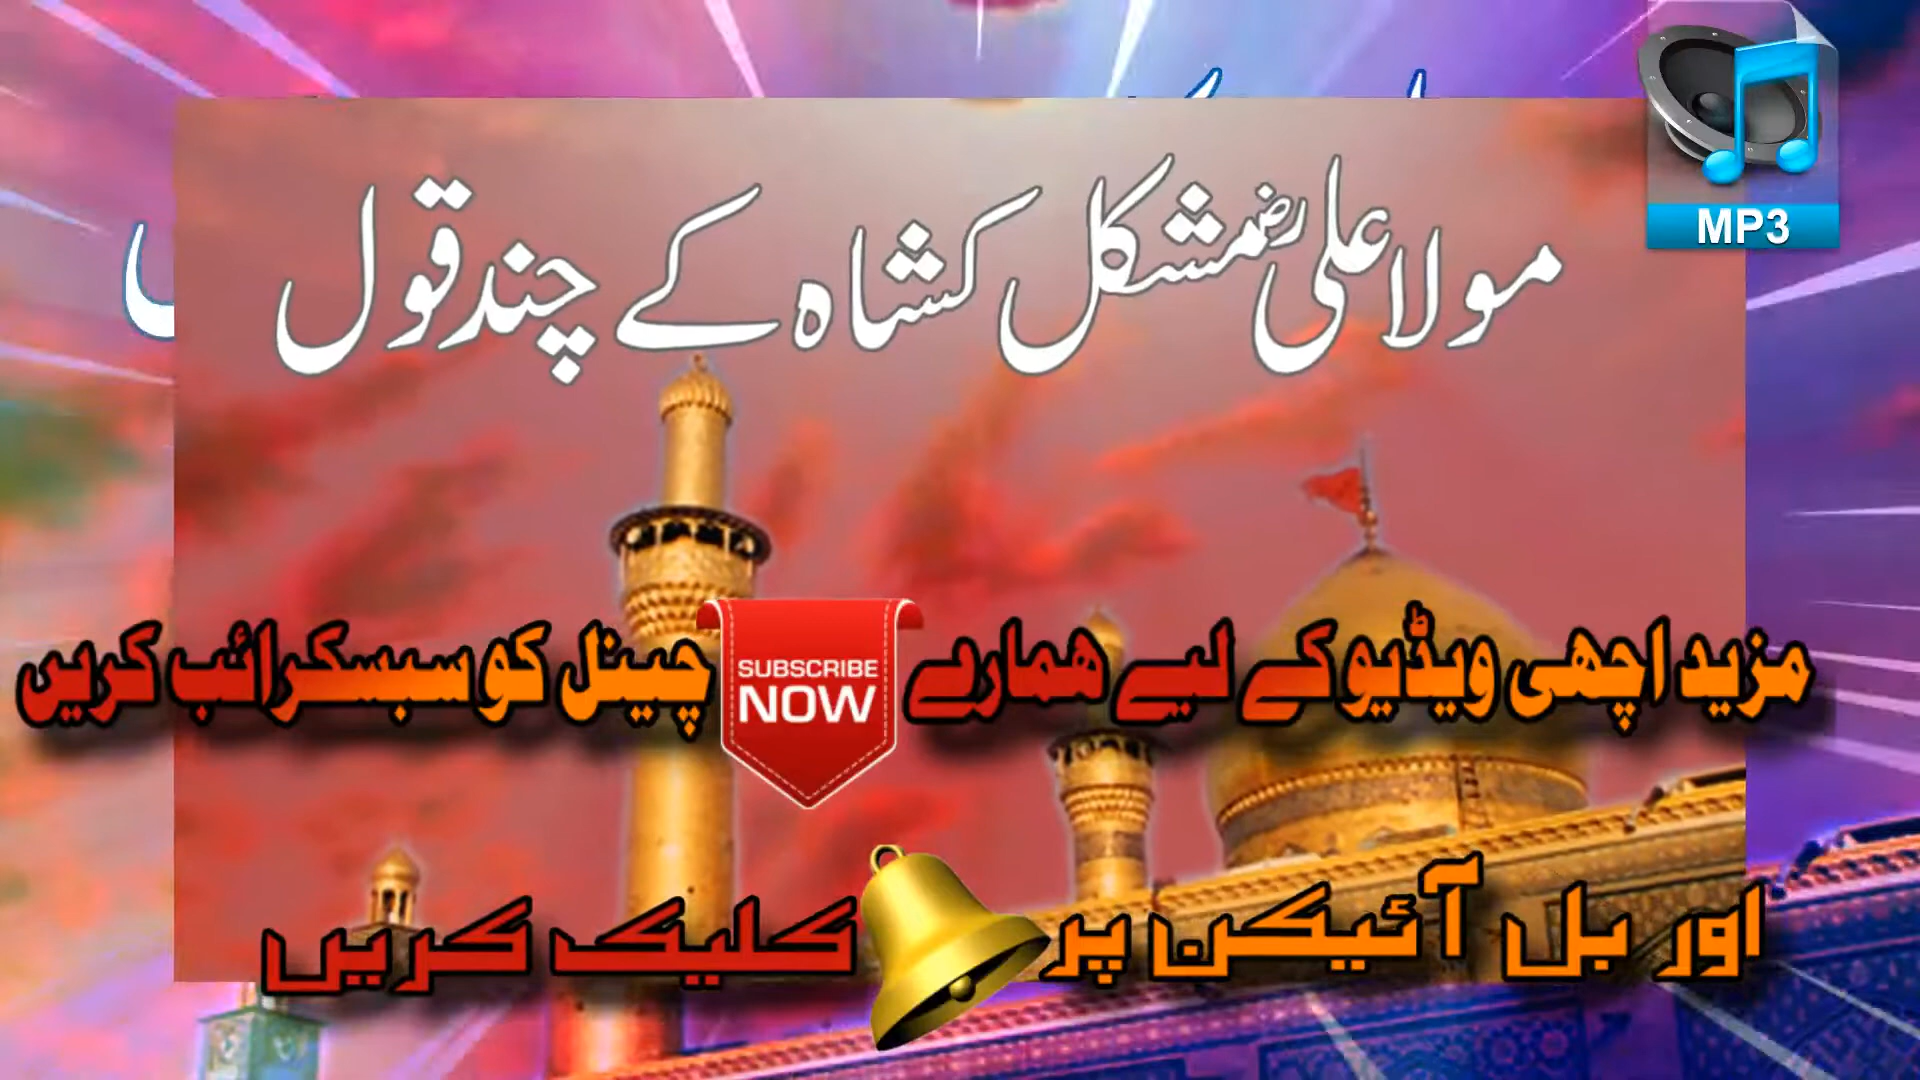 MP3
مولا علیؓ مشکل کشاہ کے چند قول
مزید اچھی ویڈیو کے لیے ھمارے SUBSCRIBE NOW چینل کو سبسکرائب کریں
اور بل آئیکن پر کلیک کریں